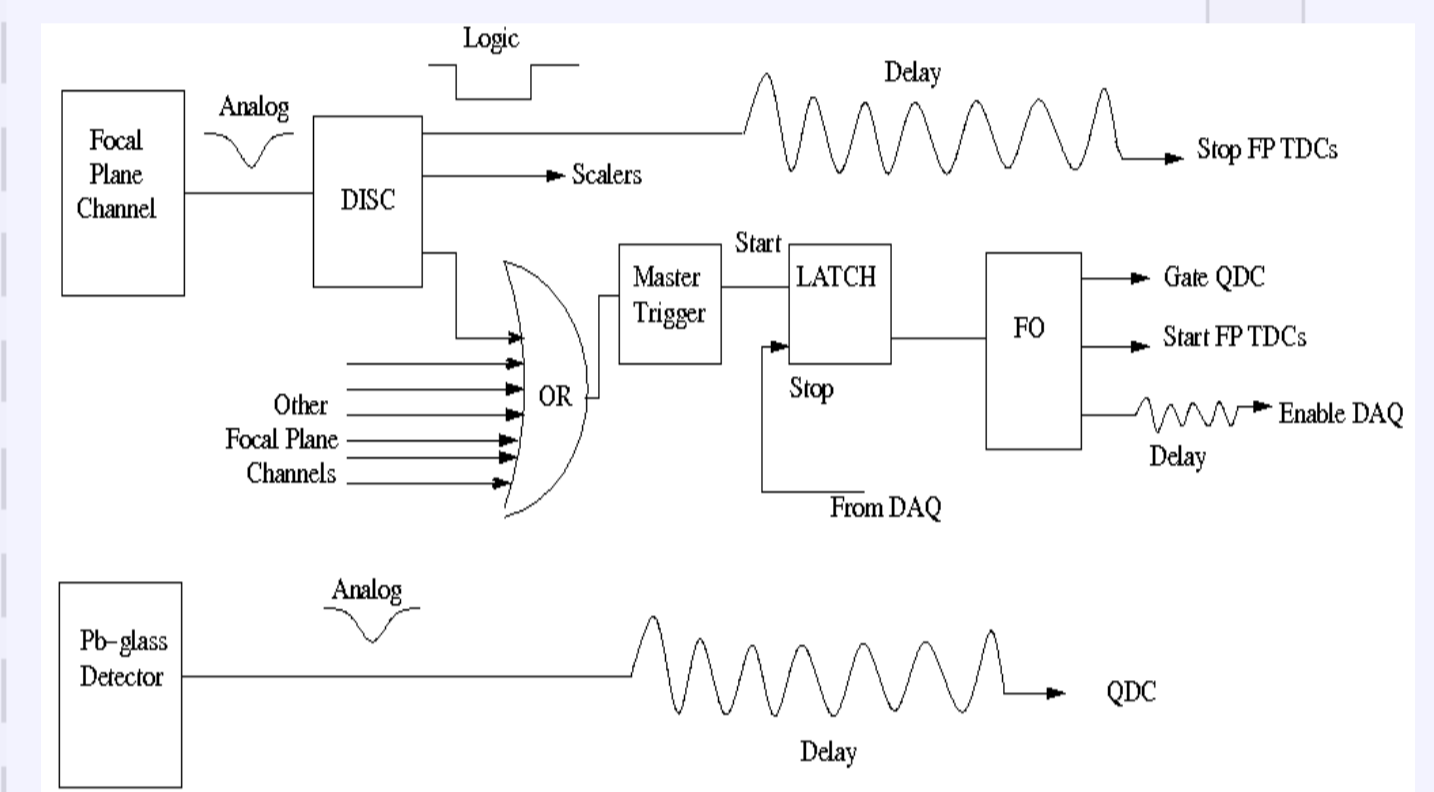 Logic
Analog
Delay
Focal
Plane
Channel
DISC
Stop FP TDCs
Scalers
Start
Master
Trigger
LATCH
Gate QDC
FO
Start FP TDCs
Stop
OR
Other
Focal Plane
Channels
Enable DAQ
Delay
From DAQ
Analog
Pb-glass
Detector
QDC
Delay